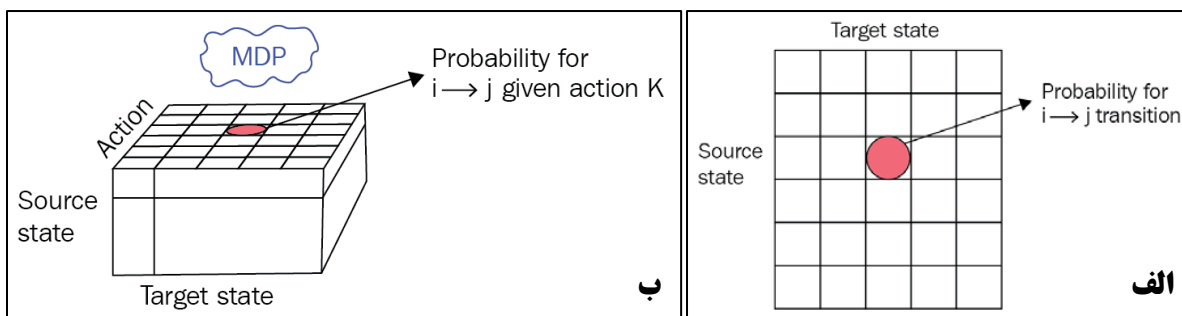 MDP
Probability for
i → j given action K
Action
Source
state
Target state
ب
Target state
Probability for
i → j transition
Source
state
الف